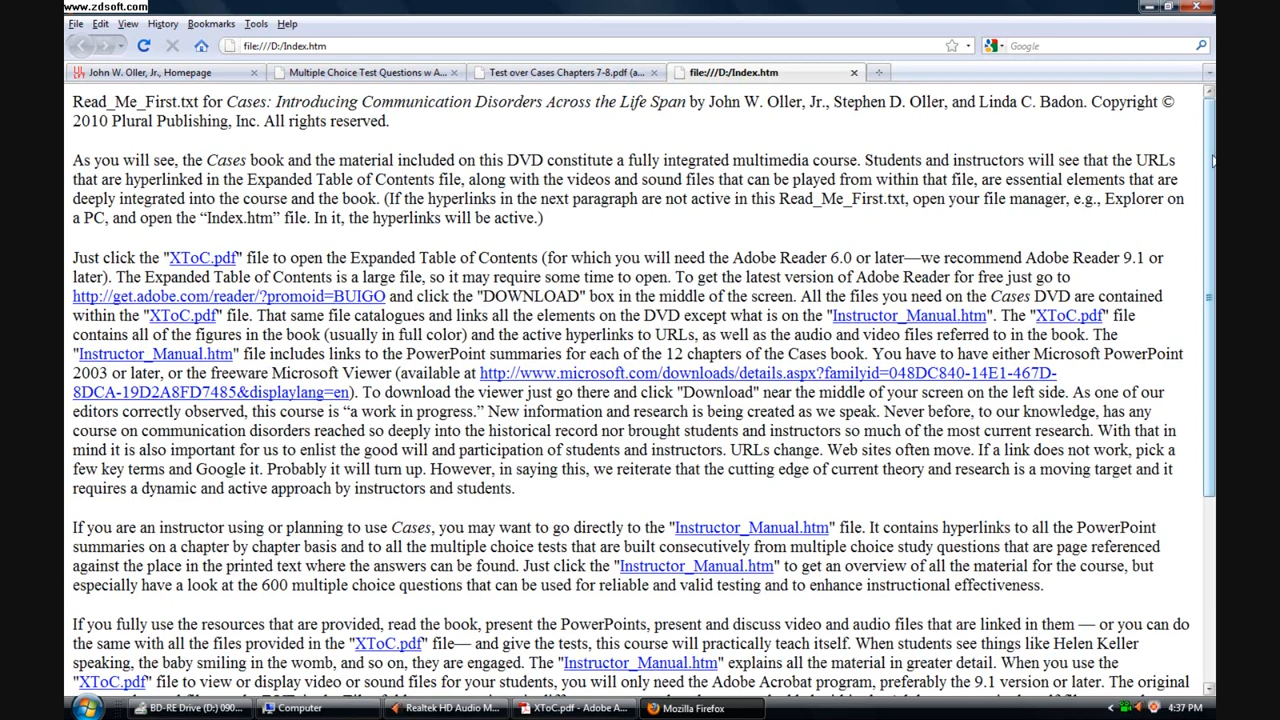 www.zdsoft.com
File Edit View History Bookmarks Tools Help
file:///D:/Index.htm
Google
John W. Oller, Jr., Homepage
Multiple Choice Test Questions w A...
Test over Cases Chapters 7-8.pdf (a...
file:///D:/Index.htm
Read_Me_First.txt for Cases: Introducing Communication Disorders Across the Life Span by John W. Oller, Jr., Stephen D. Oller, and Linda C. Badon. Copyright ©
2010 Plural Publishing, Inc. All rights reserved.
As you will see, the Cases book and the material included on this DVD constitute a fully integrated multimedia course. Students and instructors will see that the URLs
that are hyperlinked in the Expanded Table of Contents file, along with the videos and sound files that can be played from within that file, are essential elements that are
deeply integrated into the course and the book. (If the hyperlinks in the next paragraph are not active in this Read_Me_First.txt, open your file manager, e.g., Explorer on
a PC, and open the “Index.htm” file. In it, the hyperlinks will be active.)
Just click the "XToC.pdf" file to open the Expanded Table of Contents (for which you will need the Adobe Reader 6.0 or later—we recommend Adobe Reader 9.1 or
later). The Expanded Table of Contents is a large file, so it may require some time to open. To get the latest version of Adobe Reader for free just go to
http://get.adobe.com/reader/?promoid=BUIGO and click the "DOWNLOAD" box in the middle of the screen. All the files you need on the Cases DVD are contained
within the "XToC.pdf" file. That same file catalogues and links all the elements on the DVD except what is on the "Instructor_Manual.htm". The "XToC.pdf" file
contains all of the figures in the book (usually in full color) and the active hyperlinks to URLs, as well as the audio and video files referred to in the book. The
"Instructor_Manual.htm" file includes links to the PowerPoint summaries for each of the 12 chapters of the Cases book. You have to have either Microsoft PowerPoint
2003 or later, or the freeware Microsoft Viewer (available at http://www.microsoft.com/downloads/details.aspx?familyid=048DC840-14E1-467D-
8DCA-19D2A8FD7485&displaylang=en). To download the viewer just go there and click "Download" near the middle of your screen on the left side. As one of our
editors correctly observed, this course is “a work in progress.” New information and research is being created as we speak. Never before, to our knowledge, has any
course on communication disorders reached so deeply into the historical record nor brought students and instructors so much of the most current research. With that in
mind it is also important for us to enlist the good will and participation of students and instructors. URLs change. Web sites often move. If a link does not work, pick a
few key terms and Google it. Probably it will turn up. However, in saying this, we reiterate that the cutting edge of current theory and research is a moving target and it
requires a dynamic and active approach by instructors and students.
If you are an instructor using or planning to use Cases, you may want to go directly to the "Instructor_Manual.htm" file. It contains hyperlinks to all the PowerPoint
summaries on a chapter by chapter basis and to all the multiple choice tests that are built consecutively from multiple choice study questions that are page referenced
against the place in the printed text where the answers can be found. Just click the "Instructor_Manual.htm" to get an overview of all the material for the course, but
especially have a look at the 600 multiple choice questions that can be used for reliable and valid testing and to enhance instructional effectiveness.
If you fully use the resources that are provided, read the book, present the PowerPoints, present and discuss video and audio files that are linked in them — or you can do
the same with all the files provided in the "XToC.pdf" file— and give the tests, this course will practically teach itself. When students see things like Helen Keller
speaking, the baby smiling in the womb, and so on, they are engaged. The "Instructor_Manual.htm" explains all the material in greater detail. When you use the
"XToC.pdf" file to view or display video or sound files for your students, you will only need the Adobe Acrobat program, preferably the 9.1 version or later. The original
BD-RE Drive (D:) 090...
Computer
Realtek HD Audio M...
XToC.pdf - Adobe A...
Mozilla Firefox
4:37 PM